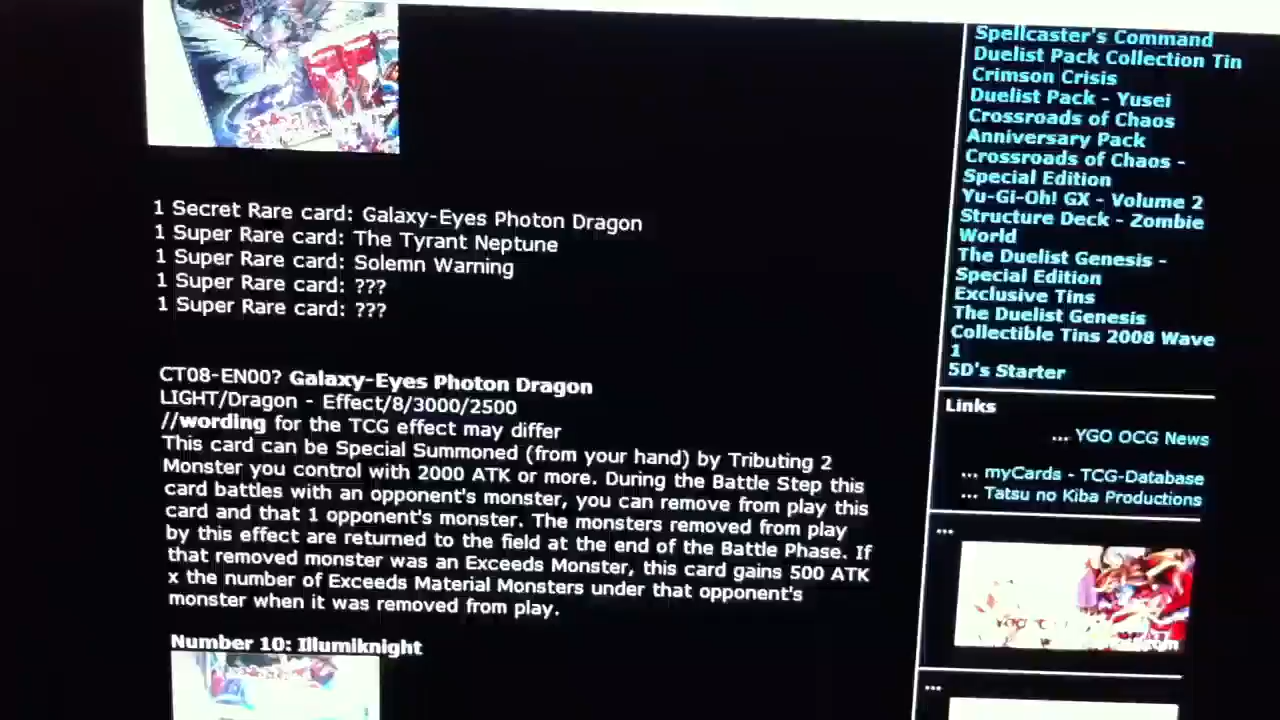 1 Secret Rare card: Galaxy-Eyes Photon Dragon
1 Super Rare card: The Tyrant Neptune
1 Super Rare card: Solemn Warning
1 Super Rare card: ???
1 Super Rare card: ???
CT08-EN00? Galaxy-Eyes Photon Dragon
LIGHT/Dragon - Effect/8/3000/2500
//wording for the TCG effect may differ
This card can be Special Summoned (from your hand) by Tributing 2
Monster you control with 2000 ATK or more. During the Battle Step this
card battles with an opponent's monster, you can remove from play this
card and that 1 opponent's monster. The monsters removed from play
by this effect are returned to the field at the end of the Battle Phase. If
that removed monster was an Exceeds Monster, this card gains 500 ATK
x the number of Exceeds Material Monsters under that opponent's
monster when it was removed from play.
Number 10: Illumiknight
Spellcaster's Command
Duelist Pack Collection Tin
Crimson Crisis
Duelist Pack - Yusei
Crossroads of Chaos
Anniversary Pack
Crossroads of Chaos -
Special Edition
Yu-Gi-Oh! GX - Volume 2
Structure Deck - Zombie
World
The Duelist Genesis -
Special Edition
Exclusive Tins
The Duelist Genesis
Collectible Tins 2008 Wave
1
5D's Starter
Links
... YGO OCG News
... myCards - TCG-Database
... Tatsu no Kiba Productions
...
...